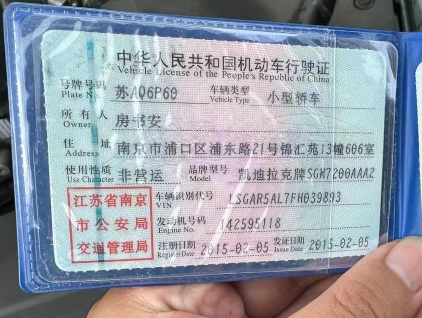 中华人民共和国机动车行驶证
Vehicle License of the People's Republic of China
号牌号码 苏AQ6P60 车辆类型 小型轿车
Plate No. Vehicle Type
所有人 房书安
Owner
住址 南京市浦口区浦东路21号锦汇苑13幢606室
Address
使用性质 非营运 品牌型号 凯迪拉克牌SGM7200AAA2
Use Character Model
江苏省南京 车辆识别代号 LSGAR5AL7FH039893
VIN
市公安局 发动机号码 142595118
Engine No.
交通管理局 注册日期 2015-02-05 发证日期 2015-02-05
Register Date Issue Date